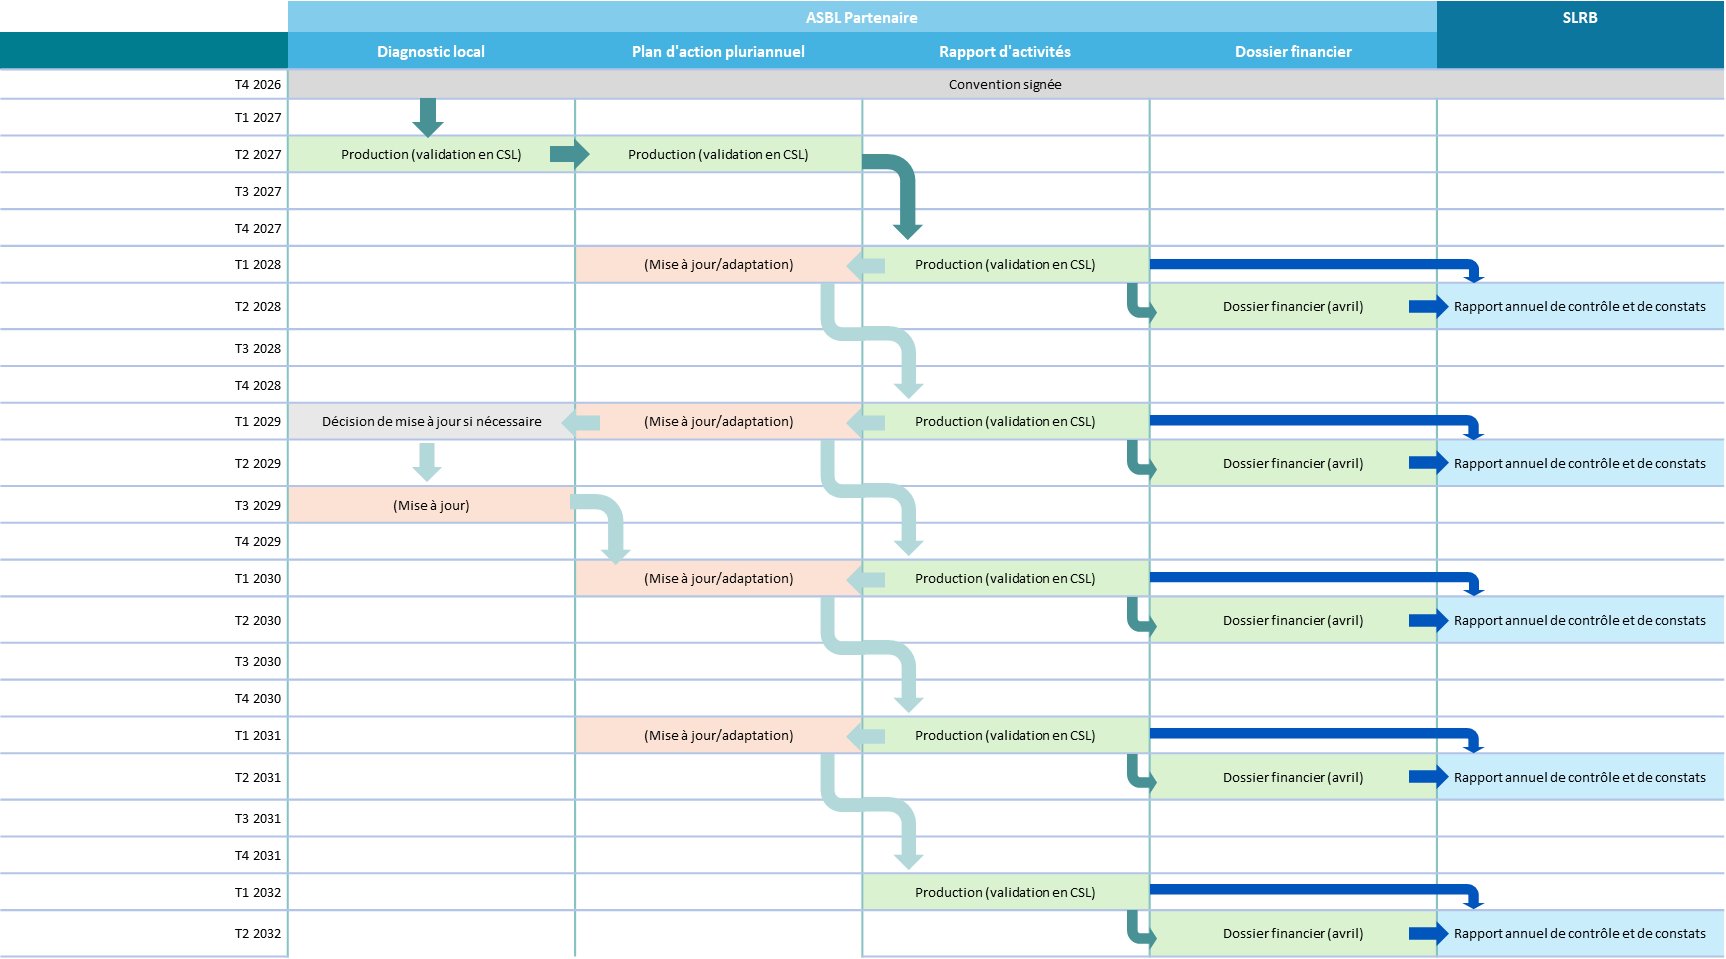 ASBL Partenaire
SLRB
Diagnostic local
Plan d'action pluriannuel
Rapport d'activités
Dossier financier
T4 2026
Convention signée
T1 2027
T2 2027
Production (validation en CSL)
Production (validation en CSL)
T3 2027
T4 2027
T1 2028
(Mise à jour/adaptation)
Production (validation en CSL)
T2 2028
Dossier financier (avril)
Rapport annuel de contrôle et de constats
T3 2028
T4 2028
T1 2029
Décision de mise à jour si nécessaire
(Mise à jour/adaptation)
Production (validation en CSL)
T2 2029
Dossier financier (avril)
Rapport annuel de contrôle et de constats
T3 2029
(Mise à jour)
T4 2029
T1 2030
(Mise à jour/adaptation)
Production (validation en CSL)
T2 2030
Dossier financier (avril)
Rapport annuel de contrôle et de constats
T3 2030
T4 2030
T1 2031
(Mise à jour/adaptation)
Production (validation en CSL)
T2 2031
Dossier financier (avril)
Rapport annuel de contrôle et de constats
T3 2031
T4 2031
T1 2032
Production (validation en CSL)
T2 2032
Dossier financier (avril)
Rapport annuel de contrôle et de constats